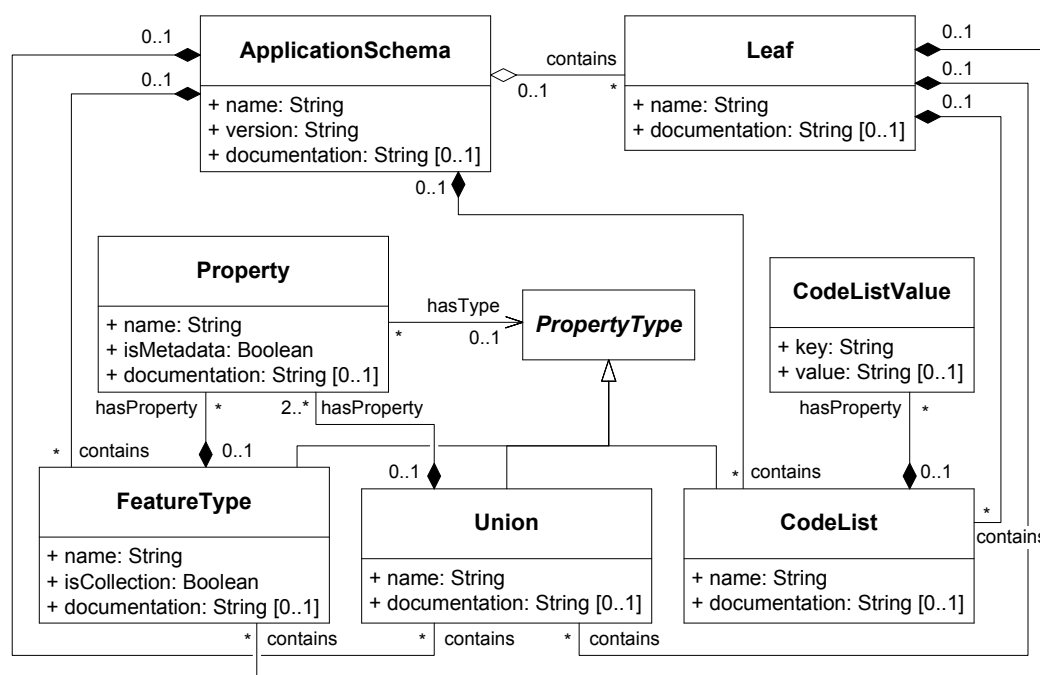 0..1
ApplicationSchema
contains
Leaf
0..1
0..1
0..1
*
0..1
0..1
+ name: String
+ version: String
+ documentation: String [0..1]
+ name: String
+ documentation: String [0..1]
0..1
Property
CodeListValue
hasType
PropertyType
+ name: String
+ isMetadata: Boolean
+ documentation: String [0..1]
*
0..1
+ key: String
+ value: String [0..1]
hasProperty
*
2..*
hasProperty
hasProperty
*
*
contains
0..1
0..1
*
contains
0..1
FeatureType
Union
CodeList
*
contains
+ name: String
+ isCollection: Boolean
+ documentation: String [0..1]
+ name: String
+ documentation: String [0..1]
+ name: String
+ documentation: String [0..1]
*
contains
*
contains